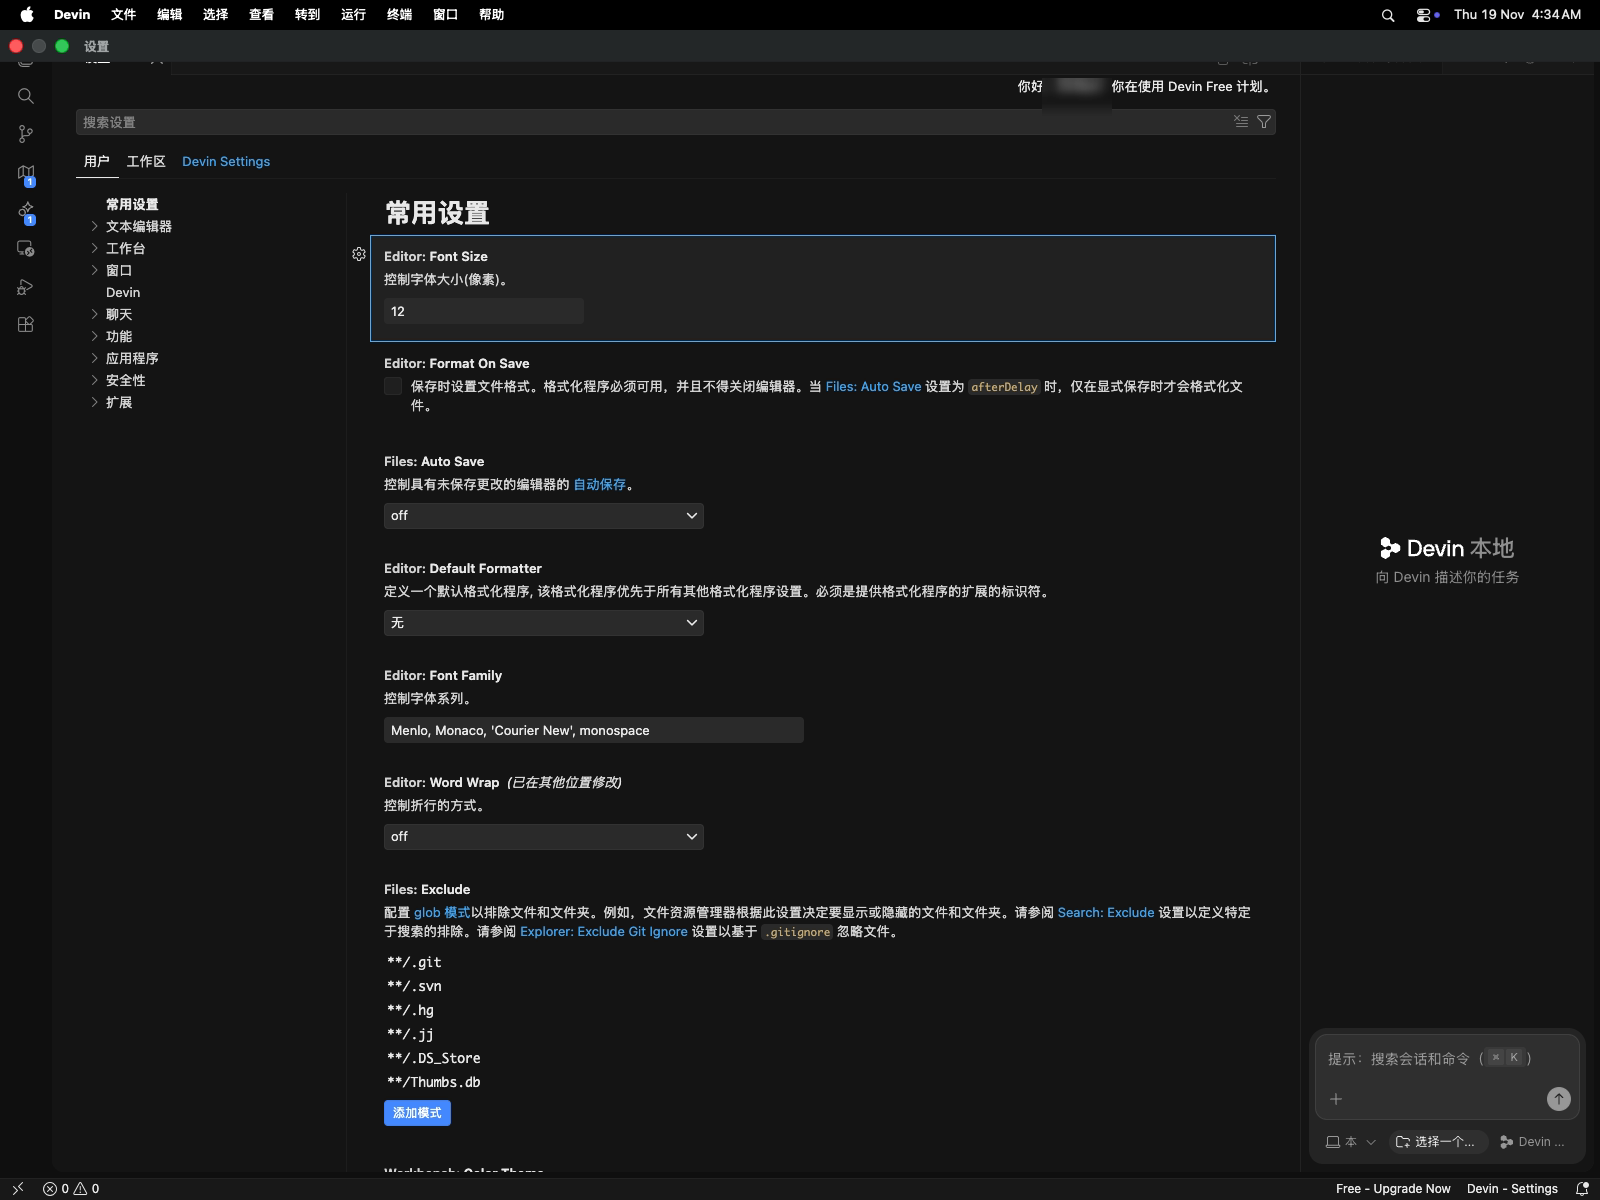 Devin 文件 编辑 选择 查看 转到 运行 终端 窗口 帮助 Thu 19 Nov 4:34 AM
设置
你好 你在使用 Devin Free 计划。
搜索设置
用户 工作区 Devin Settings
常用设置
文本编辑器
工作台
窗口
Devin
聊天
功能
应用程序
安全性
扩展
常用设置
Editor: Font Size
控制字体大小(像素)。
12
Editor: Format On Save
保存时设置文件格式。格式化程序必须可用，并且不得关闭编辑器。当 Files: Auto Save 设置为 afterDelay 时，仅在显式保存时才会格式化文
件。
Files: Auto Save
控制具有未保存更改的编辑器的 自动保存。
off
Editor: Default Formatter
定义一个默认格式化程序, 该格式化程序优先于所有其他格式化程序设置。必须是提供格式化程序的扩展的标识符。
无
Editor: Font Family
控制字体系列。
Menlo, Monaco, 'Courier New', monospace
Editor: Word Wrap (已在其他位置修改)
控制折行的方式。
off
Files: Exclude
配置 glob 模式以排除文件和文件夹。例如，文件资源管理器根据此设置决定要显示或隐藏的文件和文件夹。请参阅 Search: Exclude 设置以定义特定
于搜索的排除。请参阅 Explorer: Exclude Git Ignore 设置以基于 .gitignore 忽略文件。
**/.git
**/.svn
**/.hg
**/.jj
**/.DS_Store
**/Thumbs.db
添加模式
Workbench: Color Theme
1
1
Devin 本地
向 Devin 描述你的任务
提示：搜索会话和命令（⌘ K）
本 选择一个... Devin ...
0 0 Free - Upgrade Now Devin - Settings